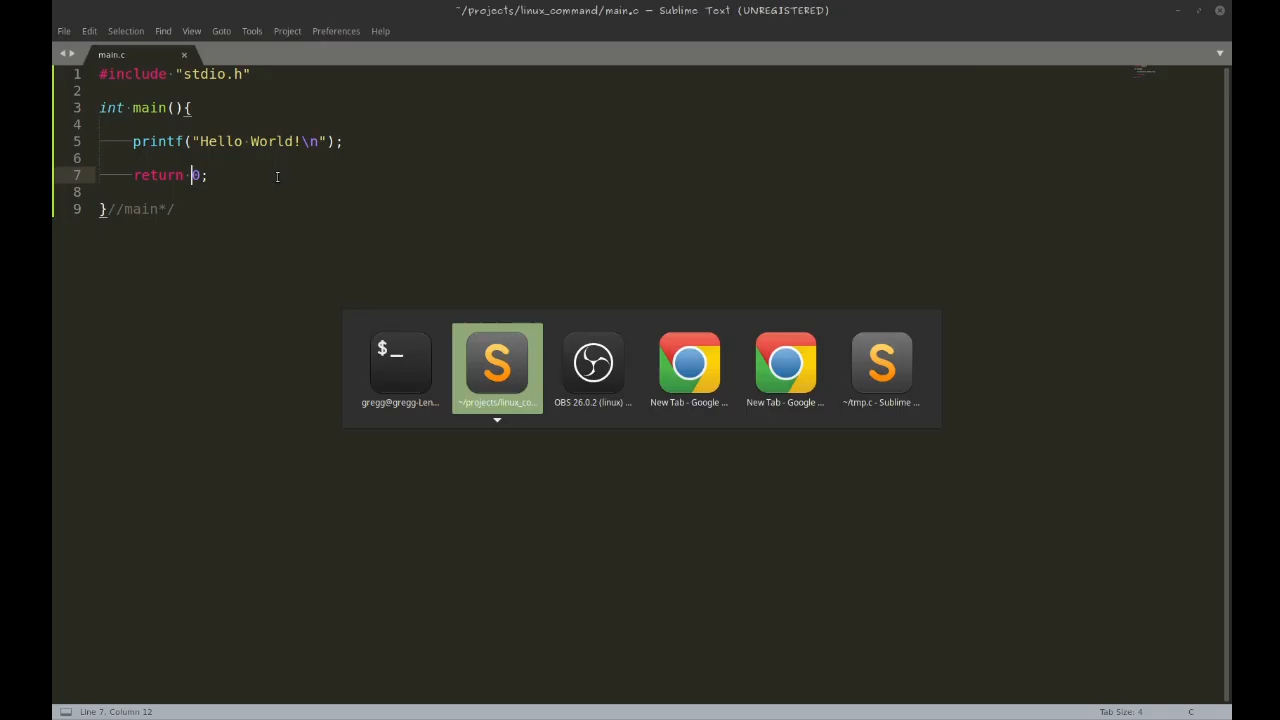 ~/projects/linux_command/main.c — Sublime Text (UNREGISTERED)
File Edit Selection Find View Goto Tools Project Preferences Help
main.c
1 #include "stdio.h"
2
3 int main(){
4
5 printf("Hello World!\n");
6
7 return 0;
8
9 }//main*/
$_
gregg@gregg-Len... ~/projects/linux_co... OBS 26.0.2 (linux) ... New Tab - Google ... New Tab - Google ... ~/tmp.c - Sublime ...
Line 7, Column 12 Tab Size: 4 C